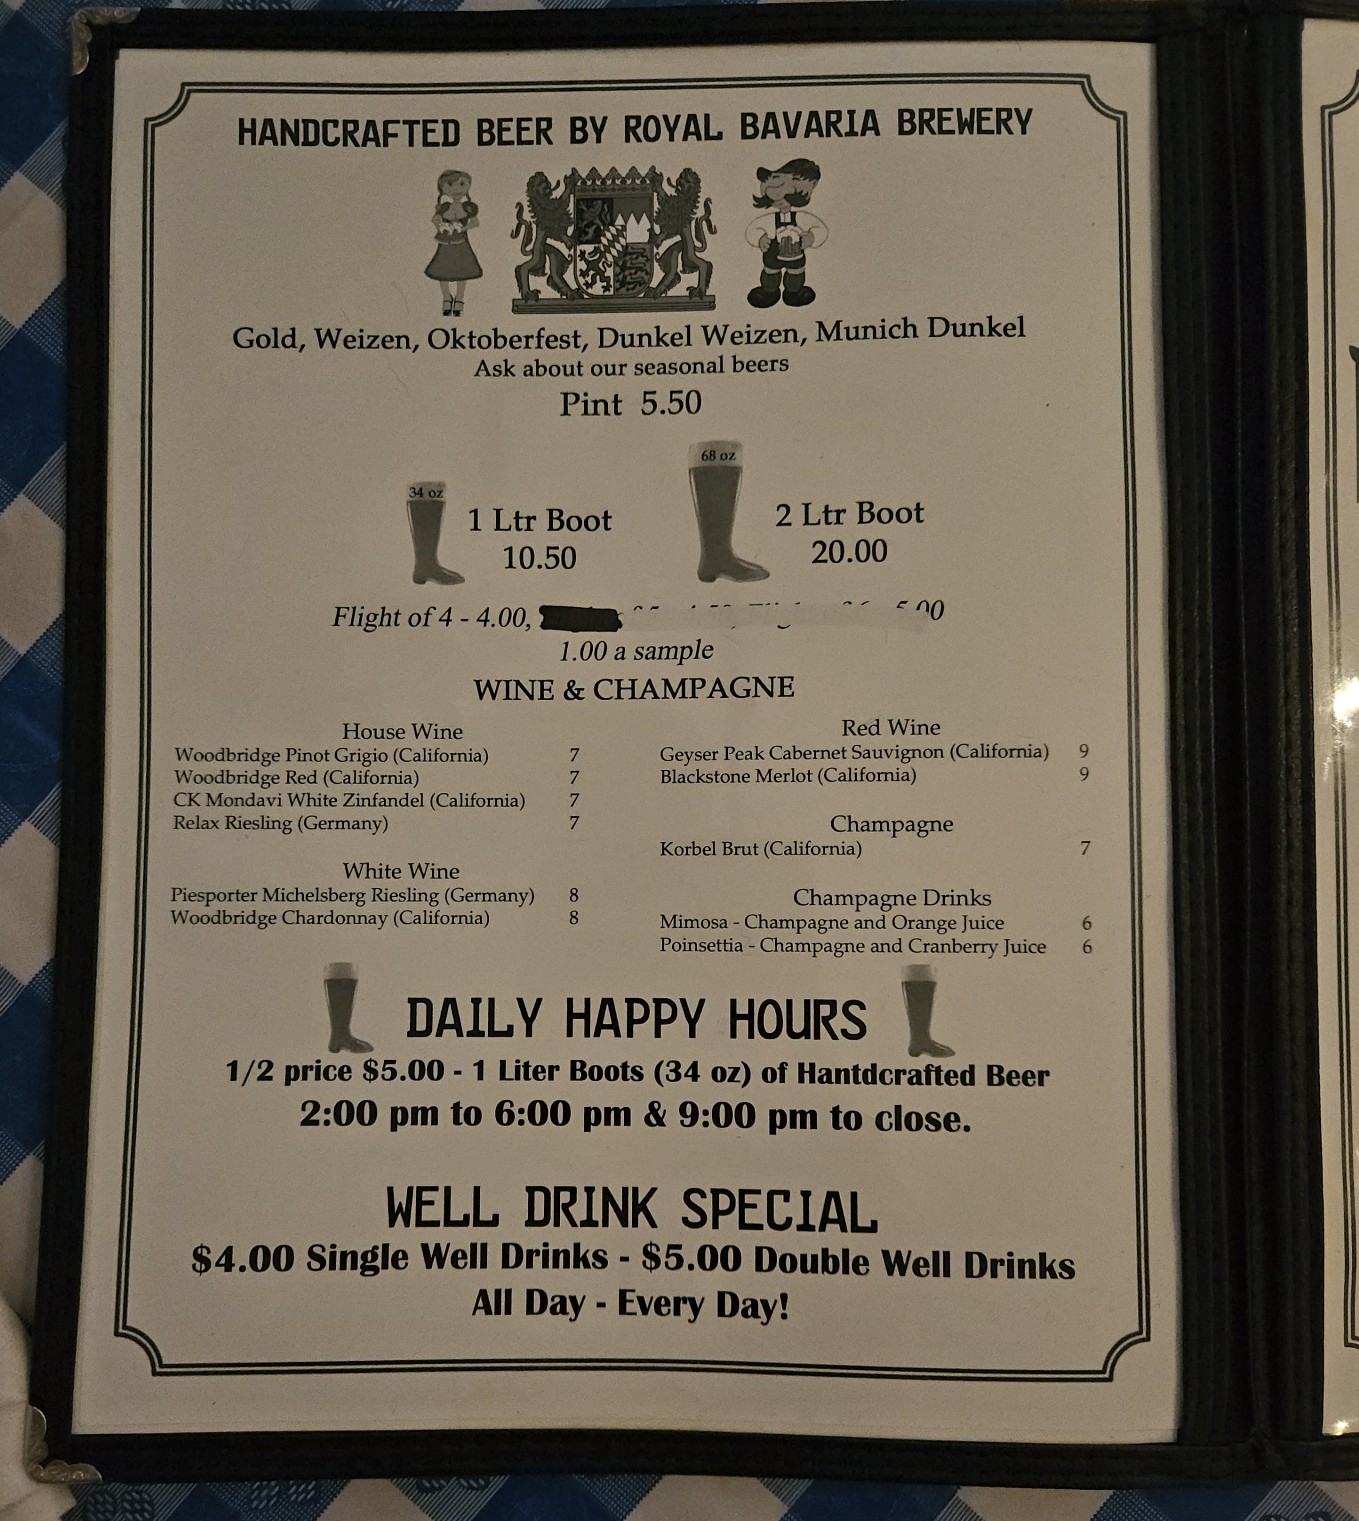 HANDCRAFTED BEER BY ROYAL BAVARIA BREWERY
Gold, Weizen, Oktoberfest, Dunkel Weizen, Munich Dunkel
Ask about our seasonal beers
Pint 5.50
34 oz
1 Ltr Boot
10.50
68 oz
2 Ltr Boot
20.00
Flight of 4 - 4.00,
1.00 a sample
WINE & CHAMPAGNE
House Wine
Woodbridge Pinot Grigio (California) 7
Woodbridge Red (California) 7
CK Mondavi White Zinfandel (California) 7
Relax Riesling (Germany) 7
White Wine
Piesporter Michelsberg Riesling (Germany) 8
Woodbridge Chardonnay (California) 8
Red Wine
Geyser Peak Cabernet Sauvignon (California) 9
Blackstone Merlot (California) 9
Champagne
Korbel Brut (California) 7
Champagne Drinks
Mimosa - Champagne and Orange Juice 6
Poinsettia - Champagne and Cranberry Juice 6
DAILY HAPPY HOURS
1/2 price $5.00 - 1 Liter Boots (34 oz) of Hantdcrafted Beer
2:00 pm to 6:00 pm & 9:00 pm to close.
WELL DRINK SPECIAL
$4.00 Single Well Drinks - $5.00 Double Well Drinks
All Day - Every Day!